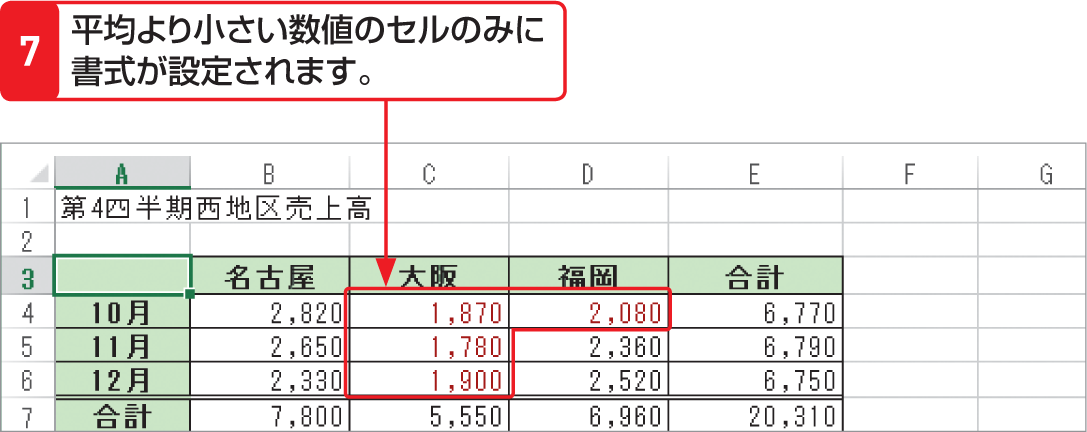 7
平均より小さい数値のセルのみに
書式が設定されます。
A B C D E F G
1 第4四半期西地区売上高
2
3 名古屋 大阪 福岡 合計
4 10月 2,820 1,870 2,080 6,770
5 11月 2,650 1,780 2,360 6,790
6 12月 2,330 1,900 2,520 6,750
7 合計 7,800 5,550 6,960 20,310